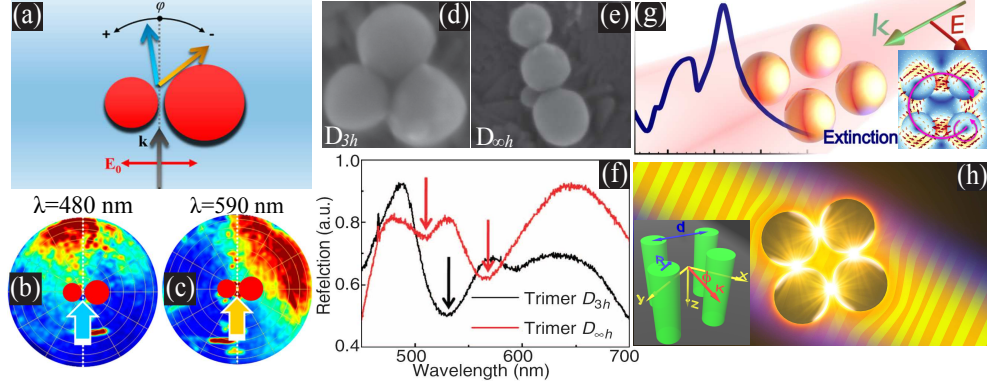 (a)
φ
+
-
k
E₀
λ=480 nm
λ=590 nm
(b)
(c)
(d)
D3h
(e)
D∞h
(f)
Refelction (a.u.)
1.0
0.8
0.6
0.4
Trimer D3h
Trimer D∞h
500
600
700
Wavelength (nm)
(g)
k
E
Extinction
(h)
d
R
x
y
z
ϕ
K